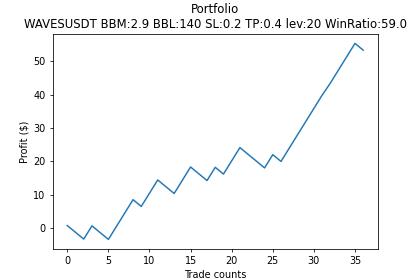 Portfolio
WAVESUSDT BBM:2.9 BBL:140 SL:0.2 TP:0.4 lev:20 WinRatio:59.0
50
40
30
20
10
0
Profit ($)
0 5 10 15 20 25 30 35
Trade counts